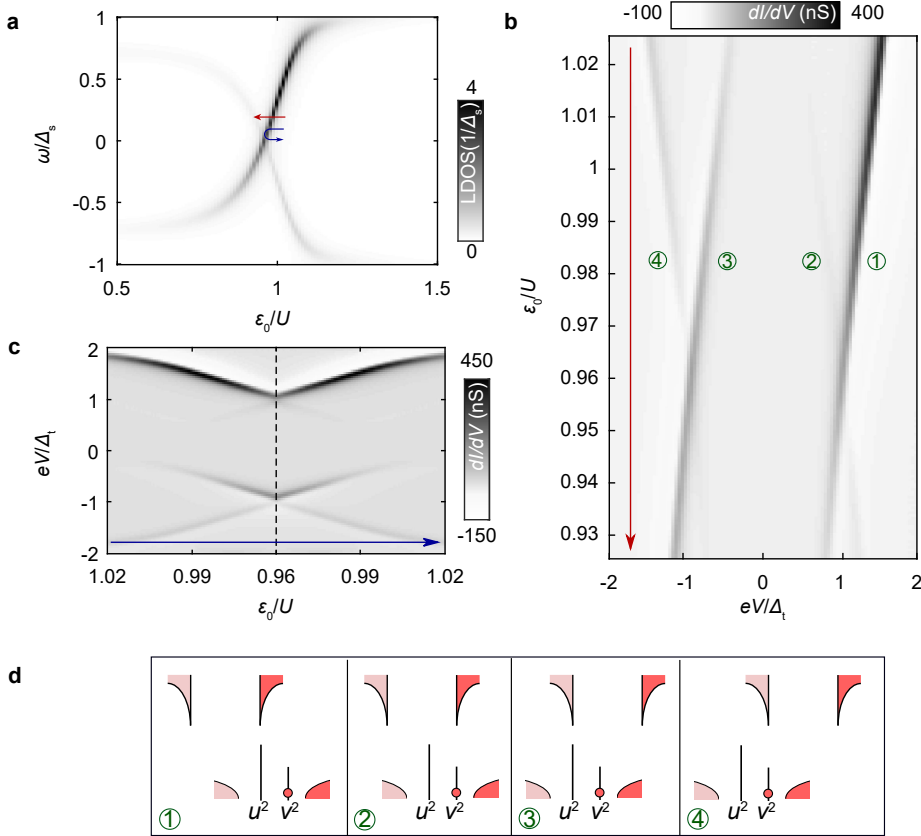 a
ω/Δs
1
0.5
0
-0.5
-1
0.5
1
1.5
ε0/U
4
LDOS(1/Δs)
0
b
-100
dI/dV (nS)
400
ε0/U
1.02
1.01
1
0.99
0.98
0.97
0.96
0.95
0.94
0.93
④
③
②
①
-2
-1
0
1
2
eV/Δt
c
eV/Δt
2
1
0
-1
-2
1.02
0.99
0.96
0.99
1.02
ε0/U
450
dI/dV (nS)
-150
d
① u² v²
② u² v²
③ u² v²
④ u² v²